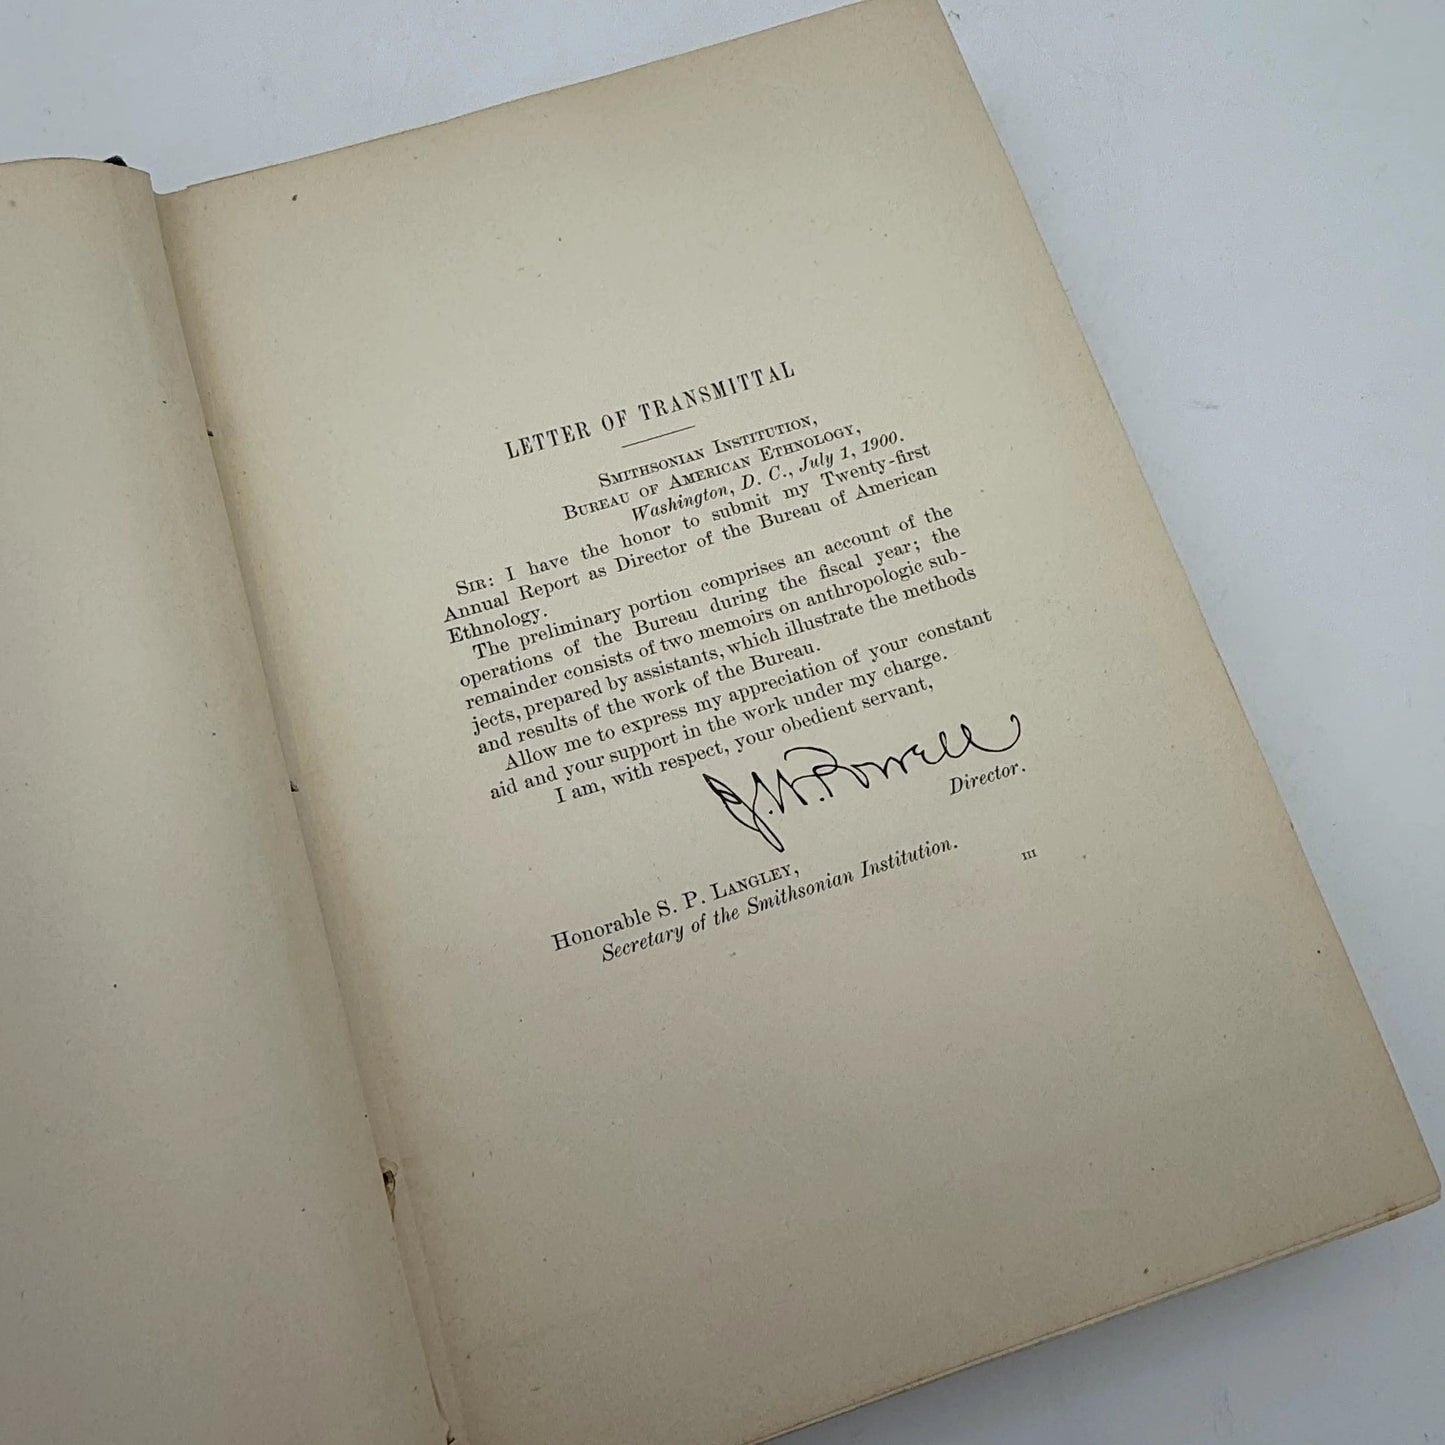 LETTER OF TRANSMITTAL
SMITHSONIAN INSTITUTION,
BUREAU OF AMERICAN ETHNOLOGY,
Washington, D. C., July 1, 1900.
SIR: I have the honor to submit my Twenty-first
Annual Report as Director of the Bureau of American
Ethnology.
The preliminary portion comprises an account of the
operations of the Bureau during the fiscal year; the
remainder consists of two memoirs on anthropologic sub-
jects, prepared by assistants, which illustrate the methods
and results of the work of the Bureau.
Allow me to express my appreciation of your constant
aid and your support in the work under my charge.
I am, with respect, your obedient servant,
J. W. Powell
Director.
Honorable S. P. LANGLEY,
Secretary of the Smithsonian Institution.
III